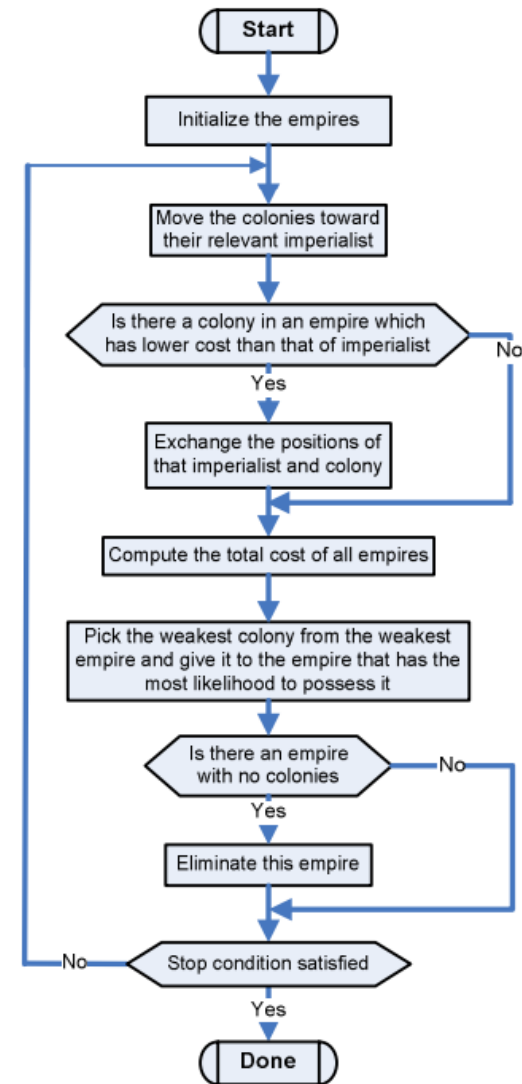 Start
Initialize the empires
Move the colonies toward
their relevant imperialist
Is there a colony in an empire which
has lower cost than that of imperialist
No
Yes
Exchange the positions of
that imperialist and colony
Compute the total cost of all empires
Pick the weakest colony from the weakest
empire and give it to the empire that has the
most likelihood to possess it
Is there an empire
with no colonies
No
Yes
Eliminate this empire
Stop condition satisfied
No
Yes
Done